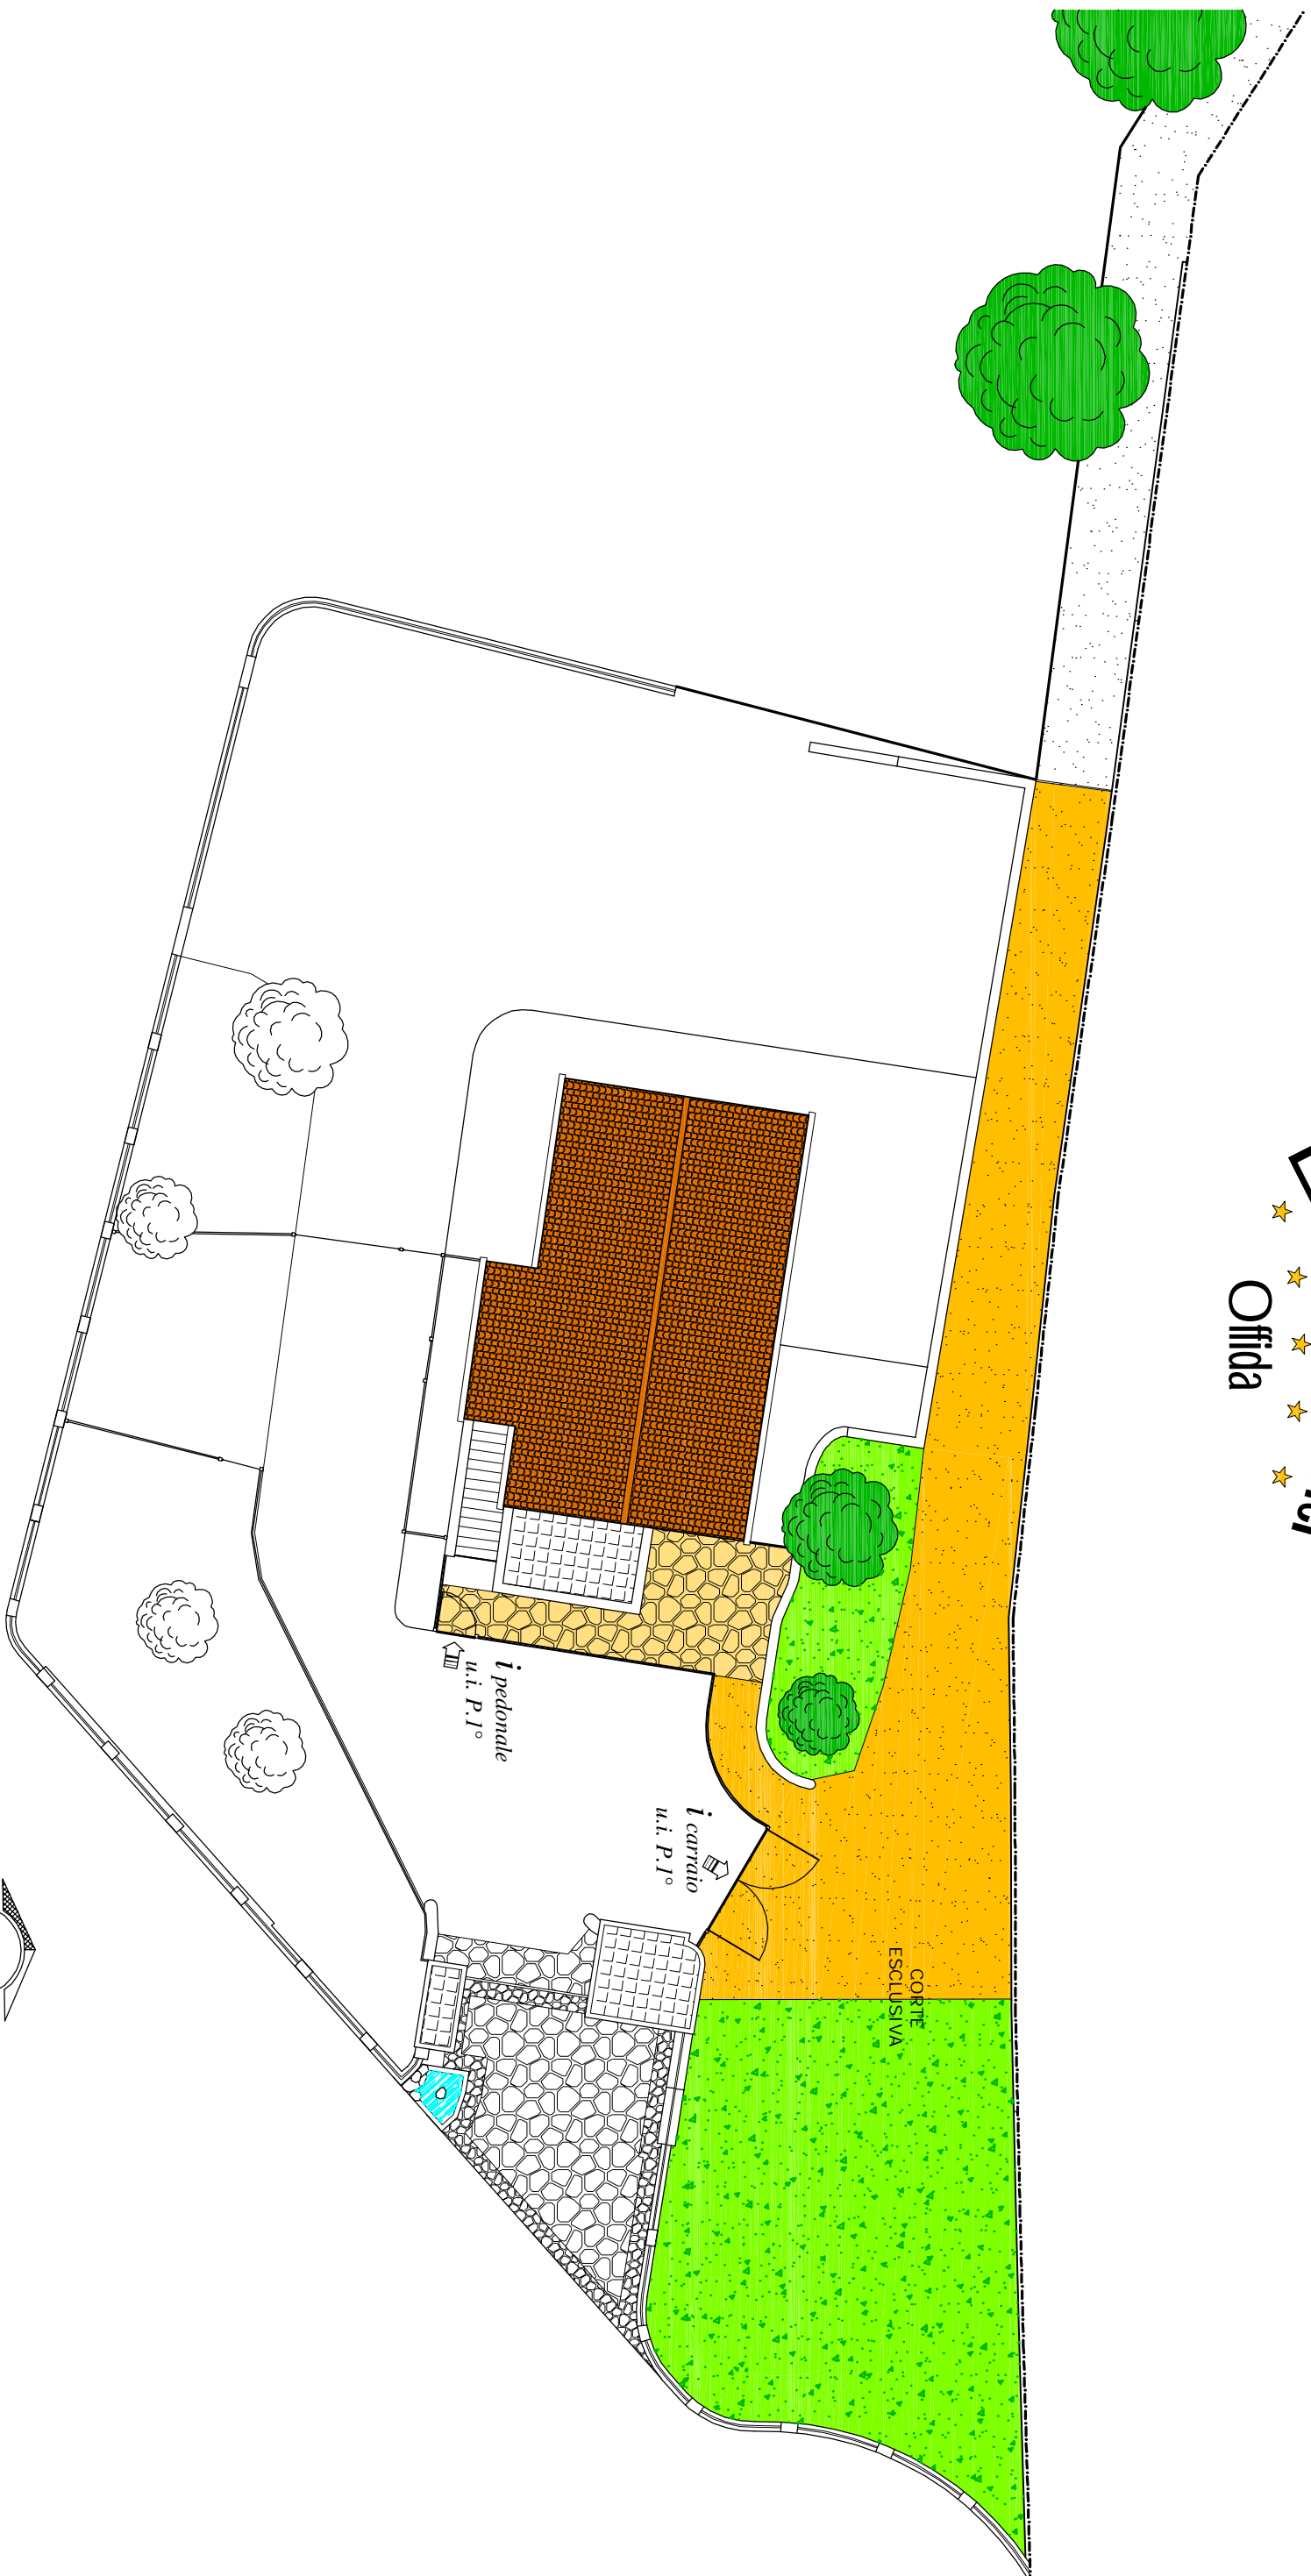 Offida
i pedonale
u.i. P.1°
i carraio
u.i. P.1°
CORTE
ESCLUSIVA